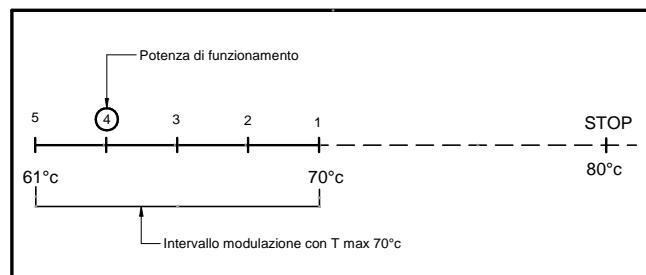 Potenza di funzionamento
5 4 3 2 1 STOP
61°c 70°c 80°c
Intervallo modulazione con T max 70°c